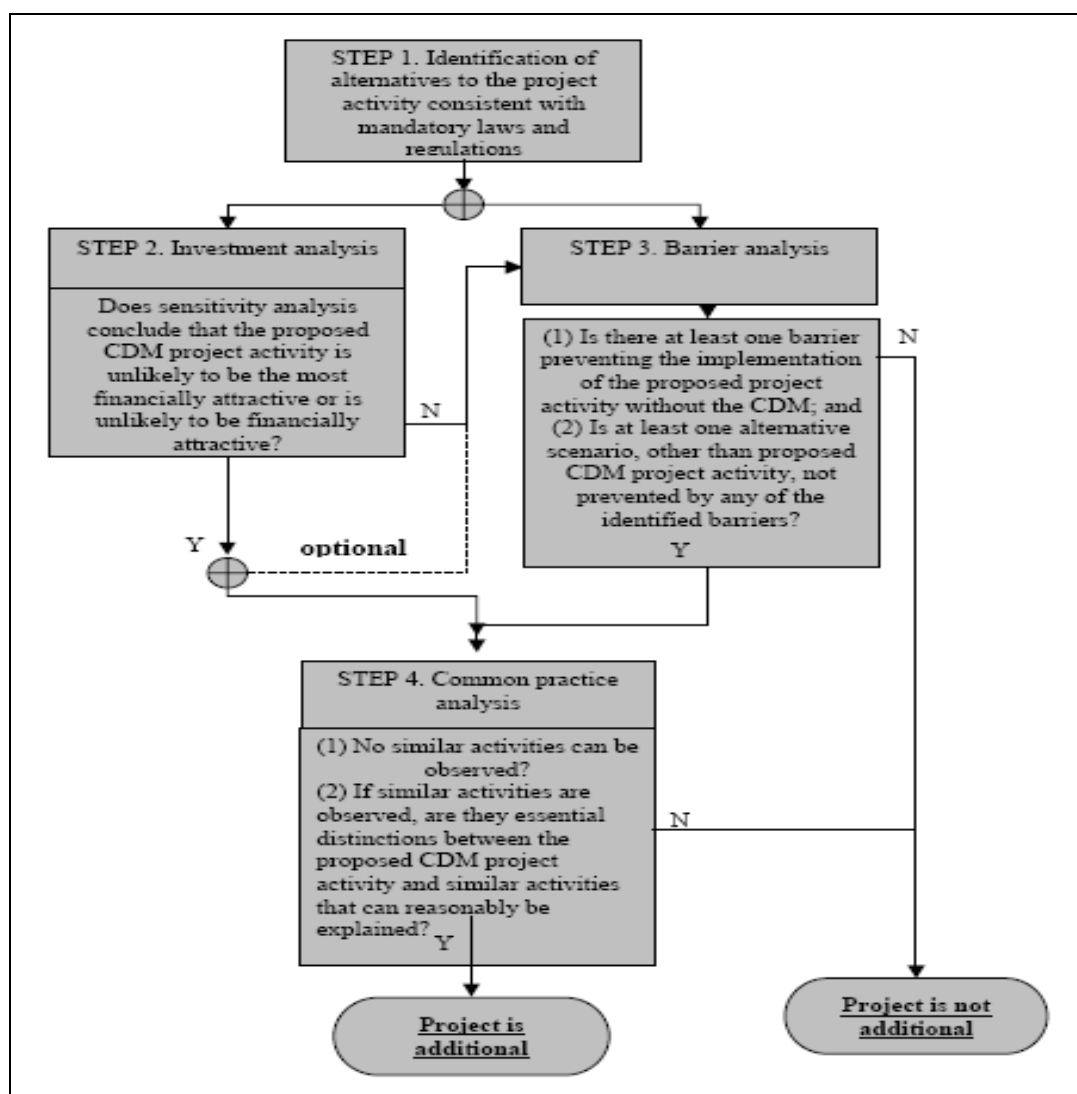 STEP 1. Identification of
alternatives to the project
activity consistent with
mandatory laws and
regulations
STEP 2. Investment analysis
Does sensitivity analysis
conclude that the proposed
CDM project activity is
unlikely to be the most
financially attractive or is
unlikely to be financially
attractive?
N
Y
optional
STEP 3. Barrier analysis
(1) Is there at least one barrier
preventing the implementation
of the proposed project
activity without the CDM; and
(2) Is at least one alternative
scenario, other than proposed
CDM project activity, not
prevented by any of the
identified barriers?
N
Y
STEP 4. Common practice
analysis
(1) No similar activities can be
observed?
(2) If similar activities are
observed, are they essential
distinctions between the
proposed CDM project
activity and similar activities
that can reasonably be
explained?
N
Y
Project is
additional
Project is not
additional